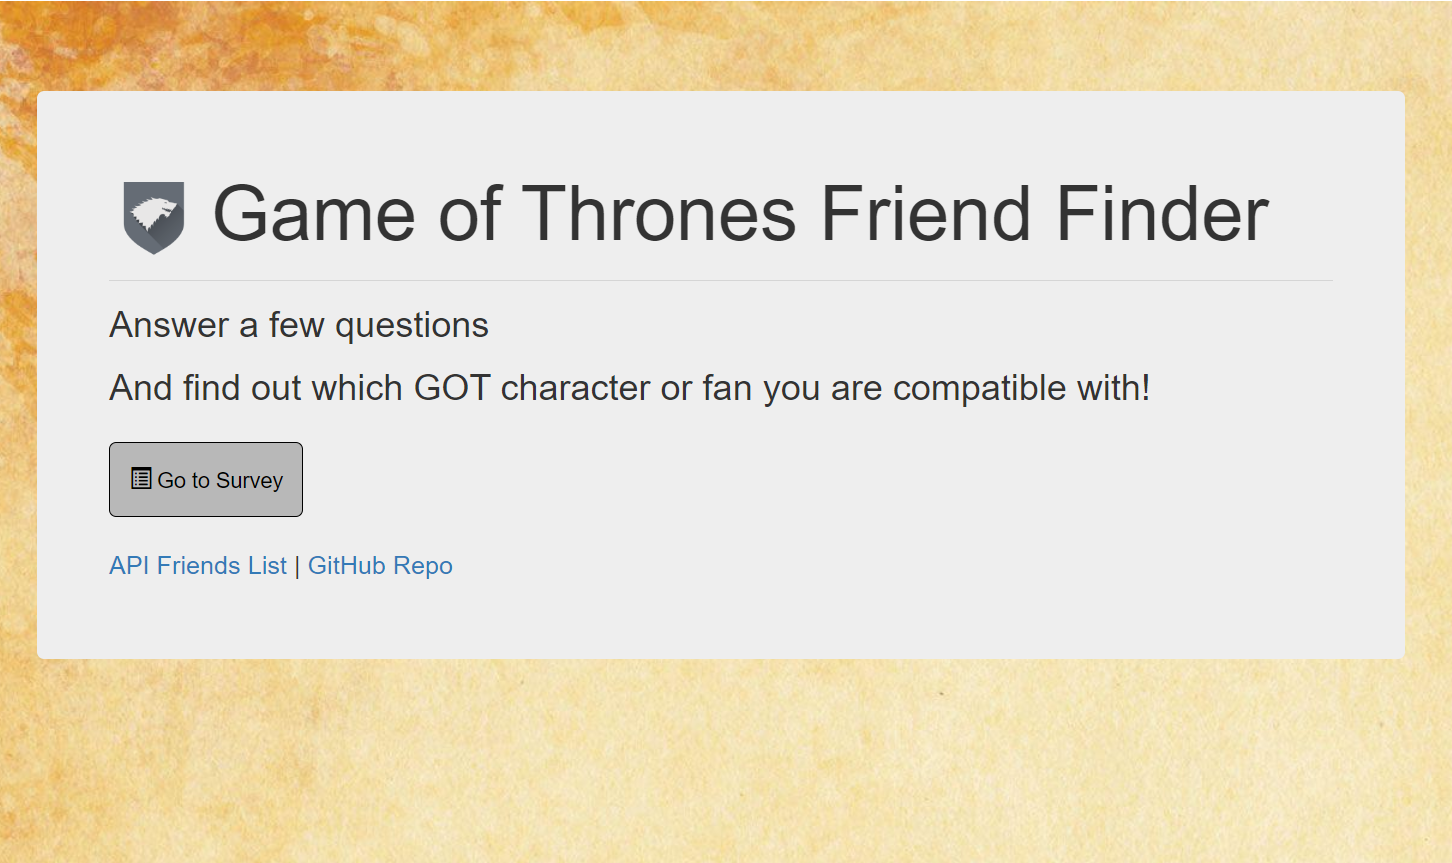 Game of Thrones Friend Finder
Answer a few questions
And find out which GOT character or fan you are compatible with!
Go to Survey
API Friends List | GitHub Repo